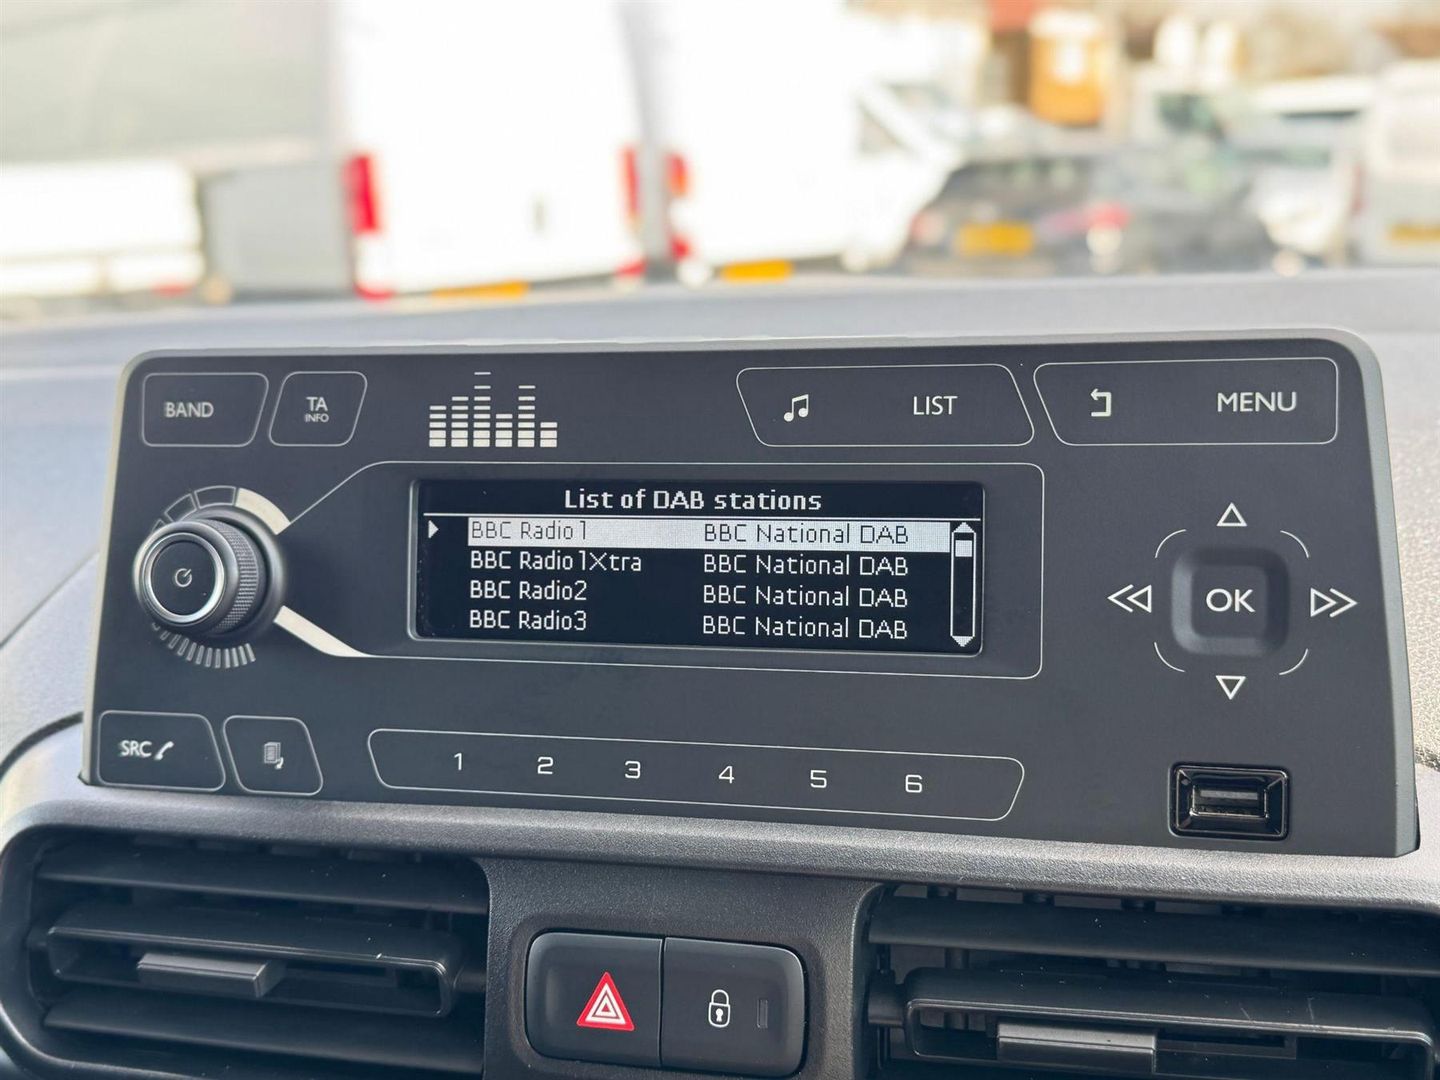 BAND
TA
INFO
LIST
MENU
List of DAB stations
BBC Radio1 BBC National DAB
BBC Radio1Xtra BBC National DAB
BBC Radio2 BBC National DAB
BBC Radio3 BBC National DAB
OK
SRC
1 2 3 4 5 6